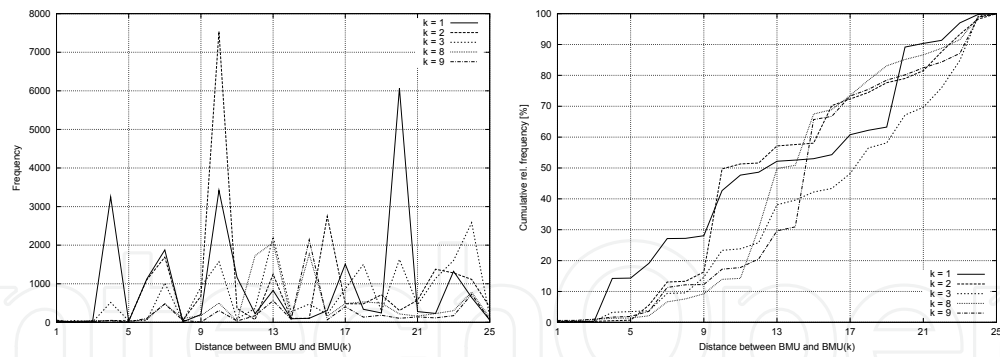 8000
7000
6000
5000
4000
3000
2000
1000
0
Frequency
k = 1
k = 2
k = 3
k = 8
k = 9
1
5
9
13
17
21
25
Distance between BMU and BMU(k)
100
90
80
70
60
50
40
30
20
10
0
Cumulative rel. frequency [%]
k = 1
k = 2
k = 3
k = 8
k = 9
1
5
9
13
17
21
25
Distance between BMU and BMU(k)